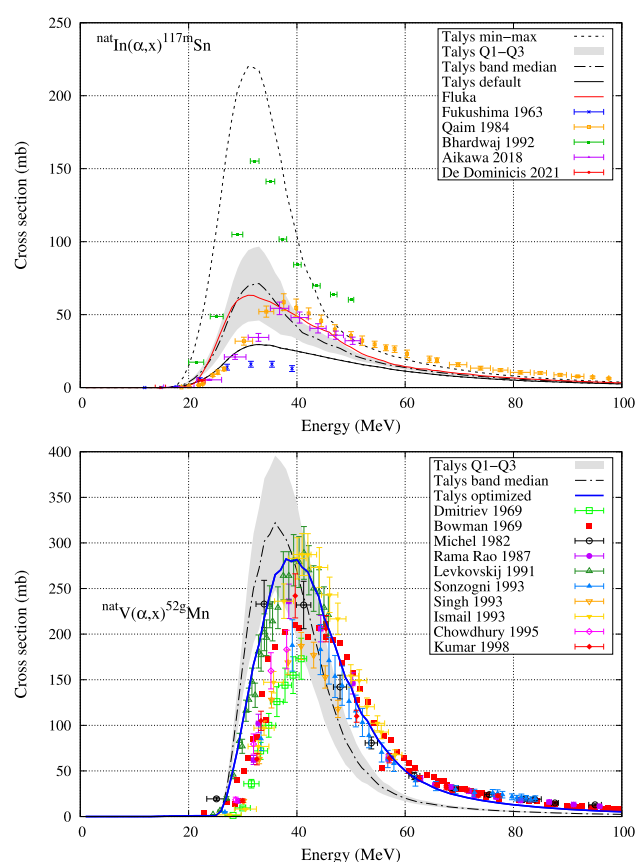 natIn(α,x)117mSn
Talys min−max
Talys Q1−Q3
Talys band median
Talys default
Fluka
Fukushima 1963
Qaim 1984
Bhardwaj 1992
Aikawa 2018
De Dominicis 2021
Cross section (mb)
250
200
150
100
50
0
0 20 40 60 80 100
Energy (MeV)
natV(α,x)52gMn
Talys Q1−Q3
Talys band median
Talys optimized
Dmitriev 1969
Bowman 1969
Michel 1982
Rama Rao 1987
Levkovskij 1991
Sonzogni 1993
Singh 1993
Ismail 1993
Chowdhury 1995
Kumar 1998
Cross section (mb)
400
350
300
250
200
150
100
50
0
0 20 40 60 80 100
Energy (MeV)